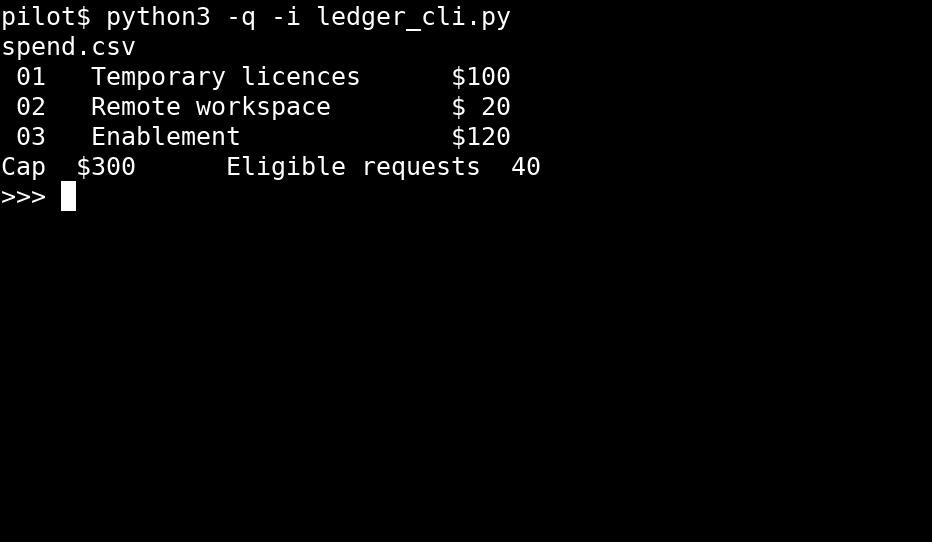 pilot$ python3 -q -i ledger_cli.py
spend.csv
 01   Temporary licences      $100
 02   Remote workspace        $ 20
 03   Enablement              $120
Cap  $300      Eligible requests  40
>>>